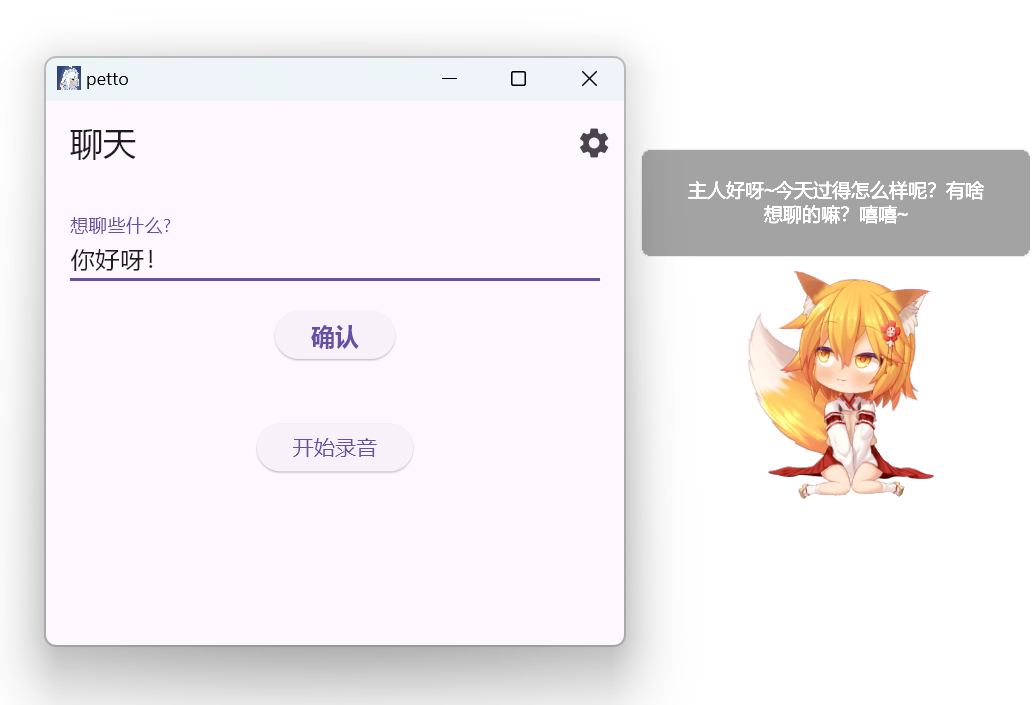 petto
聊天
想聊些什么?
你好呀!
确认
开始录音
主人好呀~今天过得怎么样呢？有啥
想聊的嘛？嘻嘻~